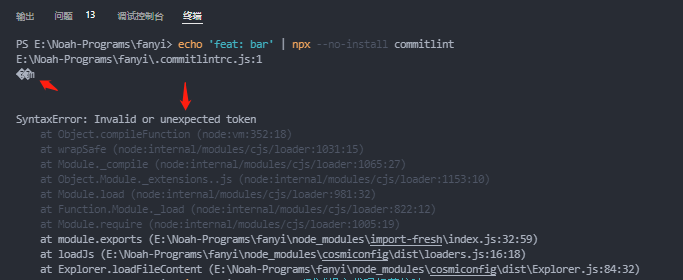 输出 问题 13 调试控制台 终端
PS E:\Noah-Programs\fanyi> echo 'feat: bar' | npx --no-install commitlint
E:\Noah-Programs\fanyi\.commitlintrc.js:1
��m
SyntaxError: Invalid or unexpected token
at Object.compileFunction (node:vm:352:18)
at wrapSafe (node:internal/modules/cjs/loader:1031:15)
at Module._compile (node:internal/modules/cjs/loader:1065:27)
at Object.Module._extensions..js (node:internal/modules/cjs/loader:1153:10)
at Module.load (node:internal/modules/cjs/loader:981:32)
at Function.Module._load (node:internal/modules/cjs/loader:822:12)
at Module.require (node:internal/modules/cjs/loader:1005:19)
at module.exports (E:\Noah-Programs\fanyi\node_modules\import-fresh\index.js:32:59)
at loadJs (E:\Noah-Programs\fanyi\node_modules\cosmiconfig\dist\loaders.js:16:18)
at Explorer.loadFileContent (E:\Noah-Programs\fanyi\node_modules\cosmiconfig\dist\Explorer.js:84:32)